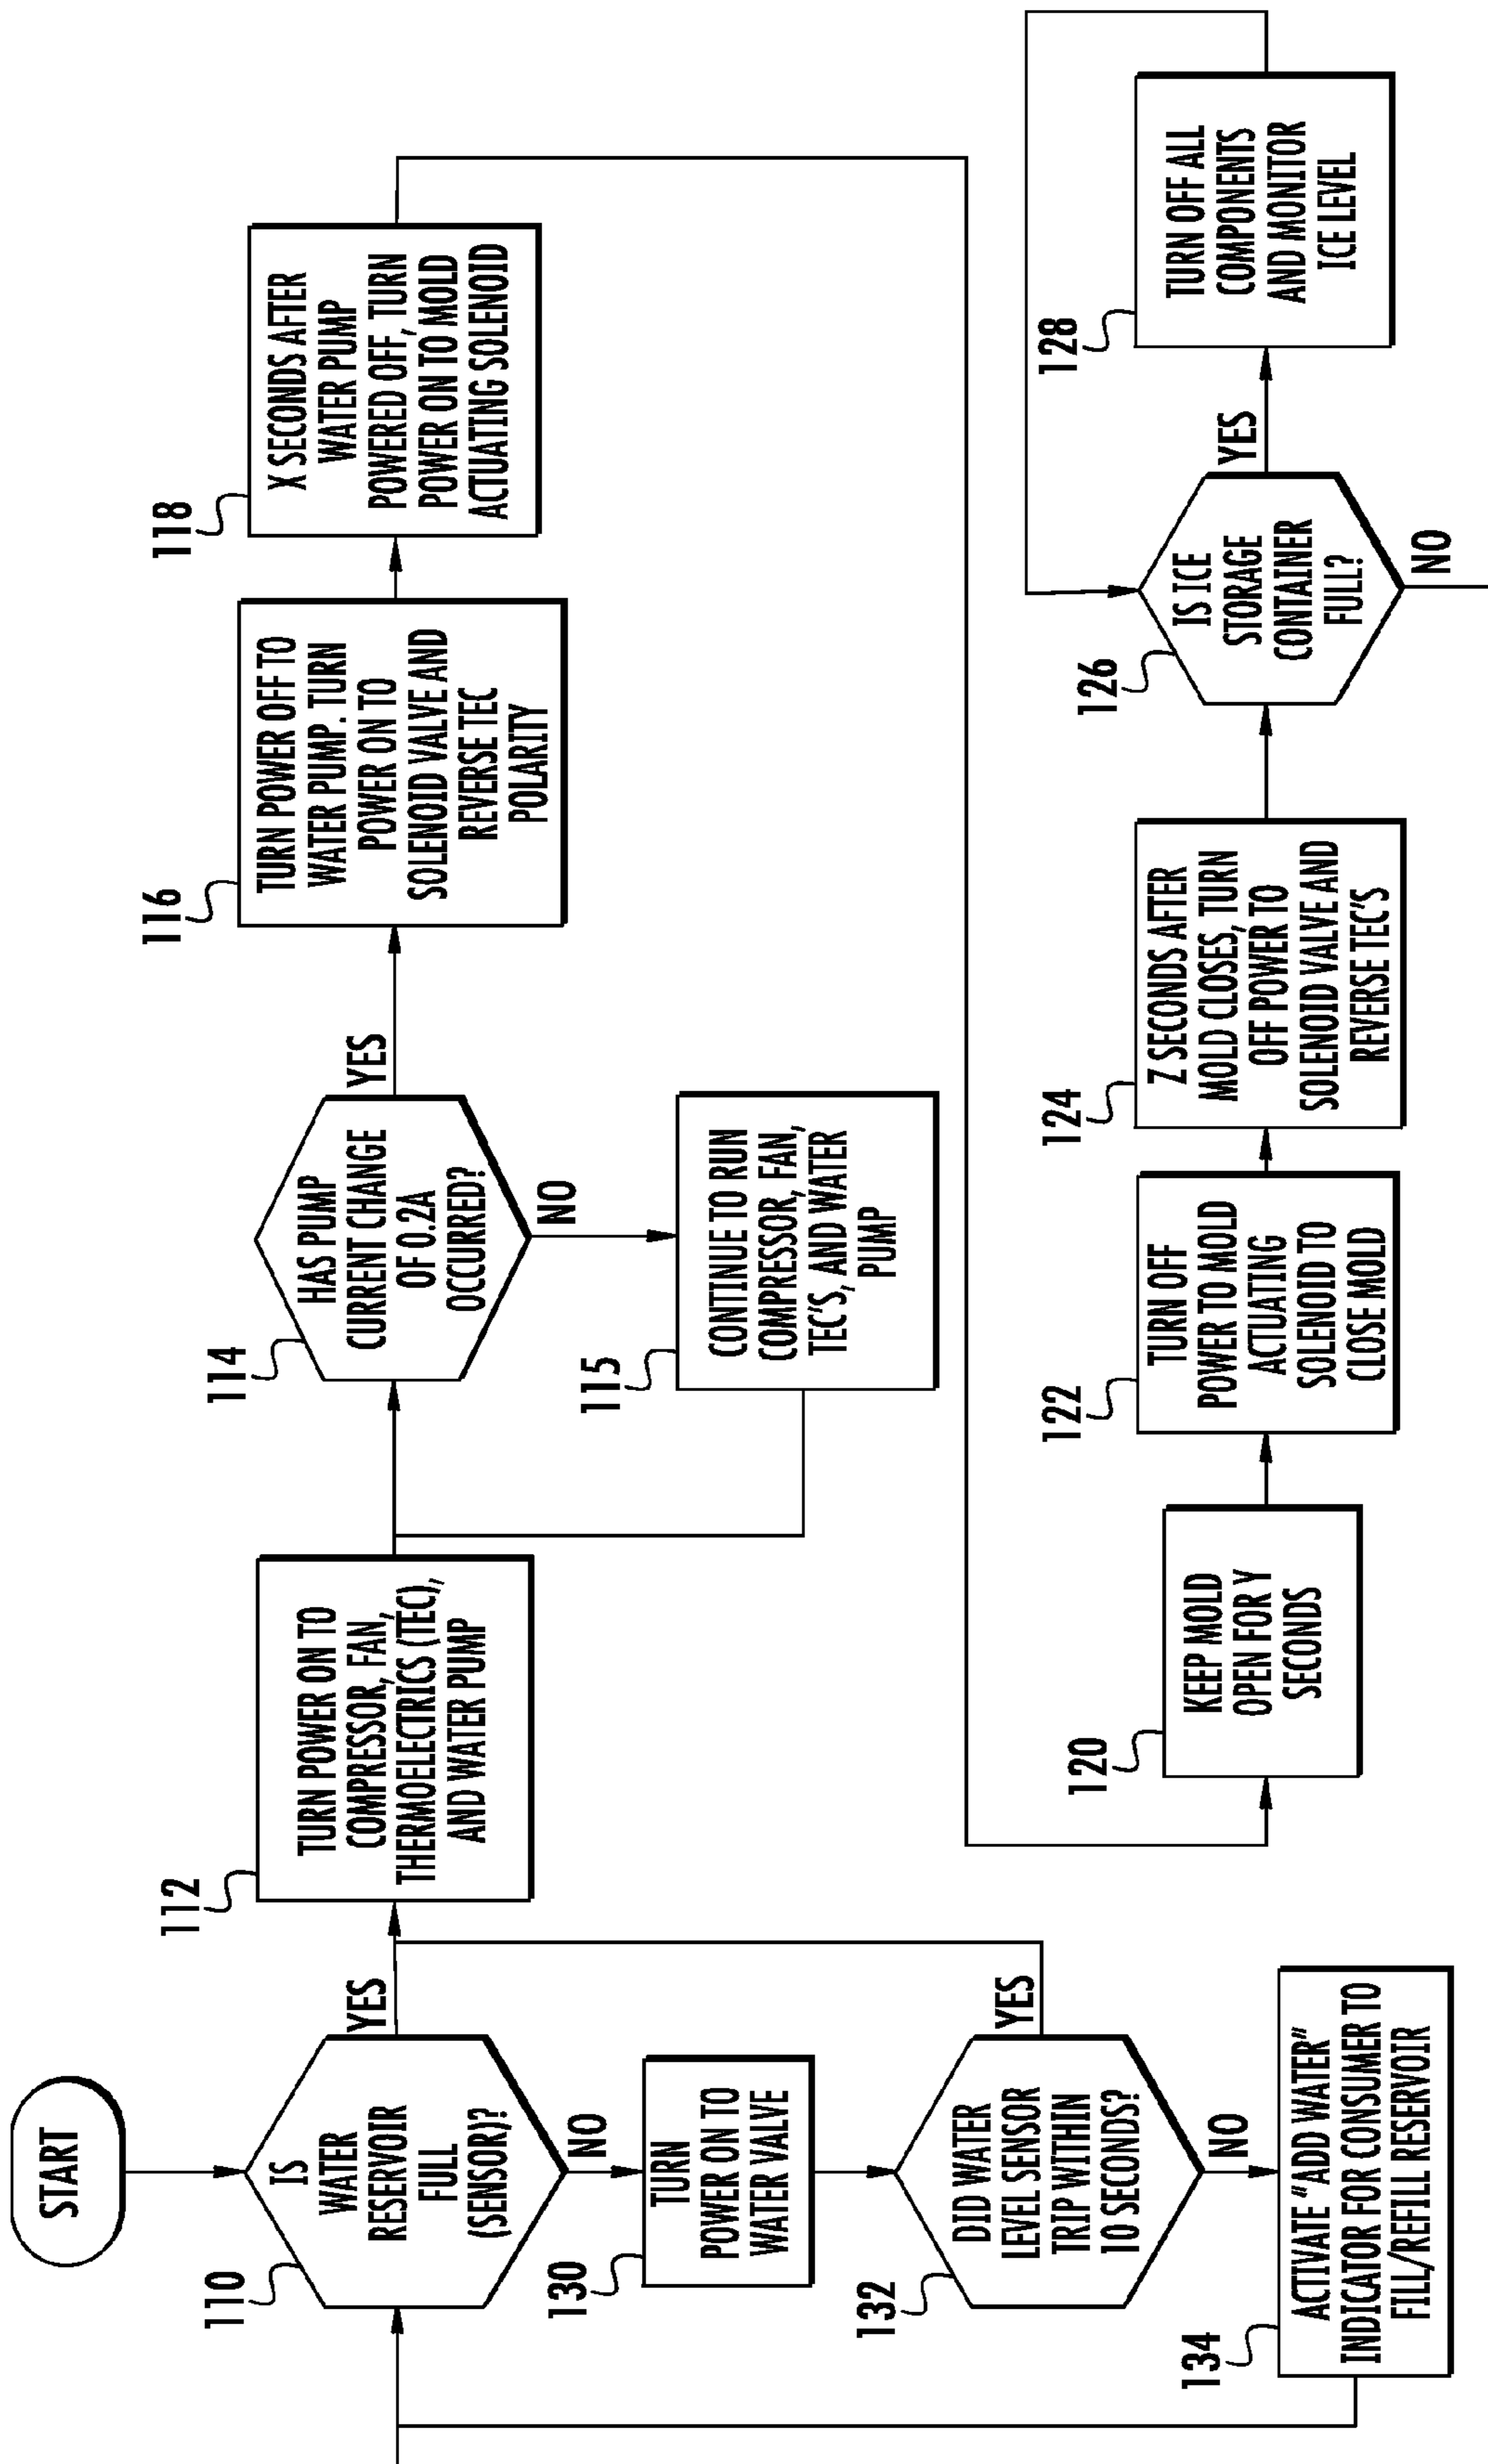 START
110
IS
WATER
RESERVOIR
FULL
(SENSORY)?
YES
NO
130
TURN
POWER ON TO
WATER VALVE
132
DID WATER
LEVEL SENSOR
TRIP WITHIN
10 SECONDS?
YES
NO
134
ACTIVATE "ADD WATER"
INDICATOR FOR CONSUMER TO
FILL/REFILL RESERVOIR
112
TURN POWER ON TO
COMPRESSOR, FAN,
THERMOELECTRICS (TEC),
AND WATER PUMP
114
HAS PUMP
CURRENT CHANGE
OF 0.2A
OCCURRED?
YES
NO
115
CONTINUE TO RUN
COMPRESSOR, FAN,
TEC'S, AND WATER
PUMP
116
TURN POWER OFF TO
WATER PUMP. TURN
POWER ON TO
SOLENOID VALVE AND
REVERSE TEC
POLARITY
118
X SECONDS AFTER
WATER PUMP
POWERED OFF, TURN
POWER ON TO MOLD
ACTUATING SOLENOID
120
KEEP MOLD
OPEN FOR Y
SECONDS
122
TURN OFF
POWER TO MOLD
ACTUATING
SOLENOID TO
CLOSE MOLD
124
Z SECONDS AFTER
MOLD CLOSES, TURN
OFF POWER TO
SOLENOID VALVE AND
REVERSE TEC'S
126
IS ICE
STORAGE
CONTAINER
FULL?
YES
NO
128
TURN OFF ALL
COMPONENTS
AND MONITOR
ICE LEVEL